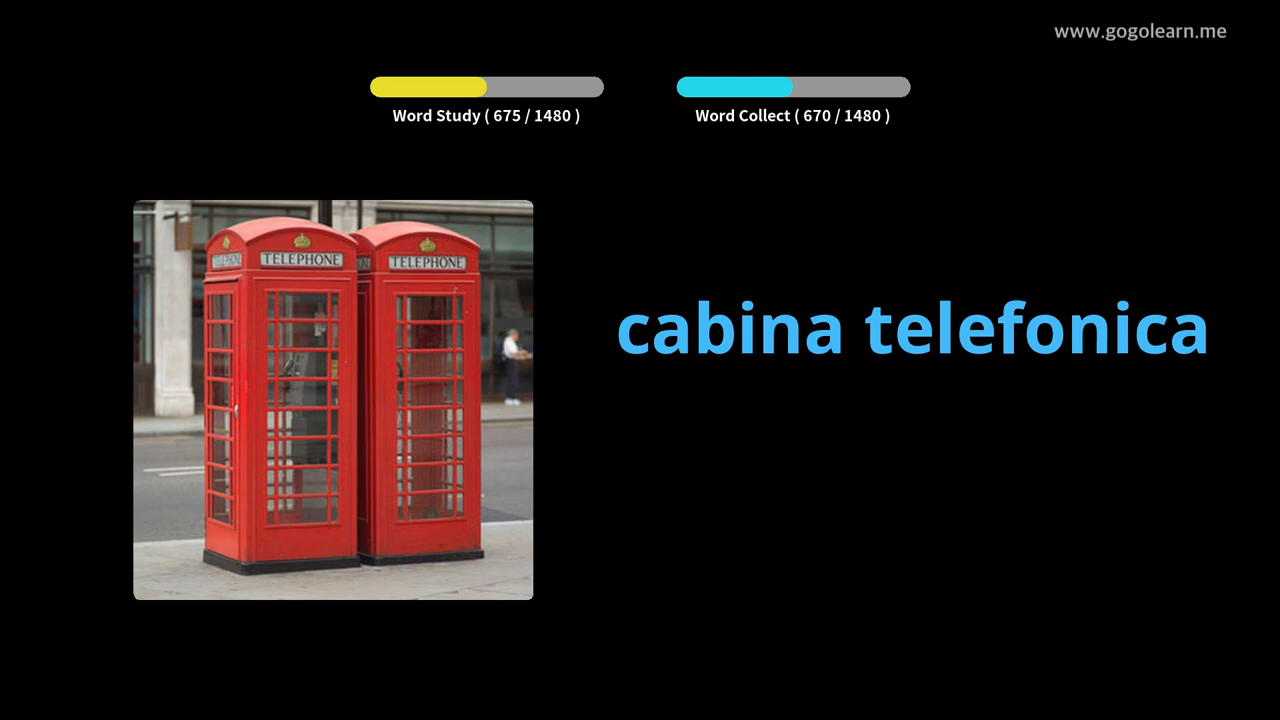 www.gogolearn.me
Word Study ( 675 / 1480 )
Word Collect ( 670 / 1480 )
TELEPHONE
TELEPHONE
cabina telefonica